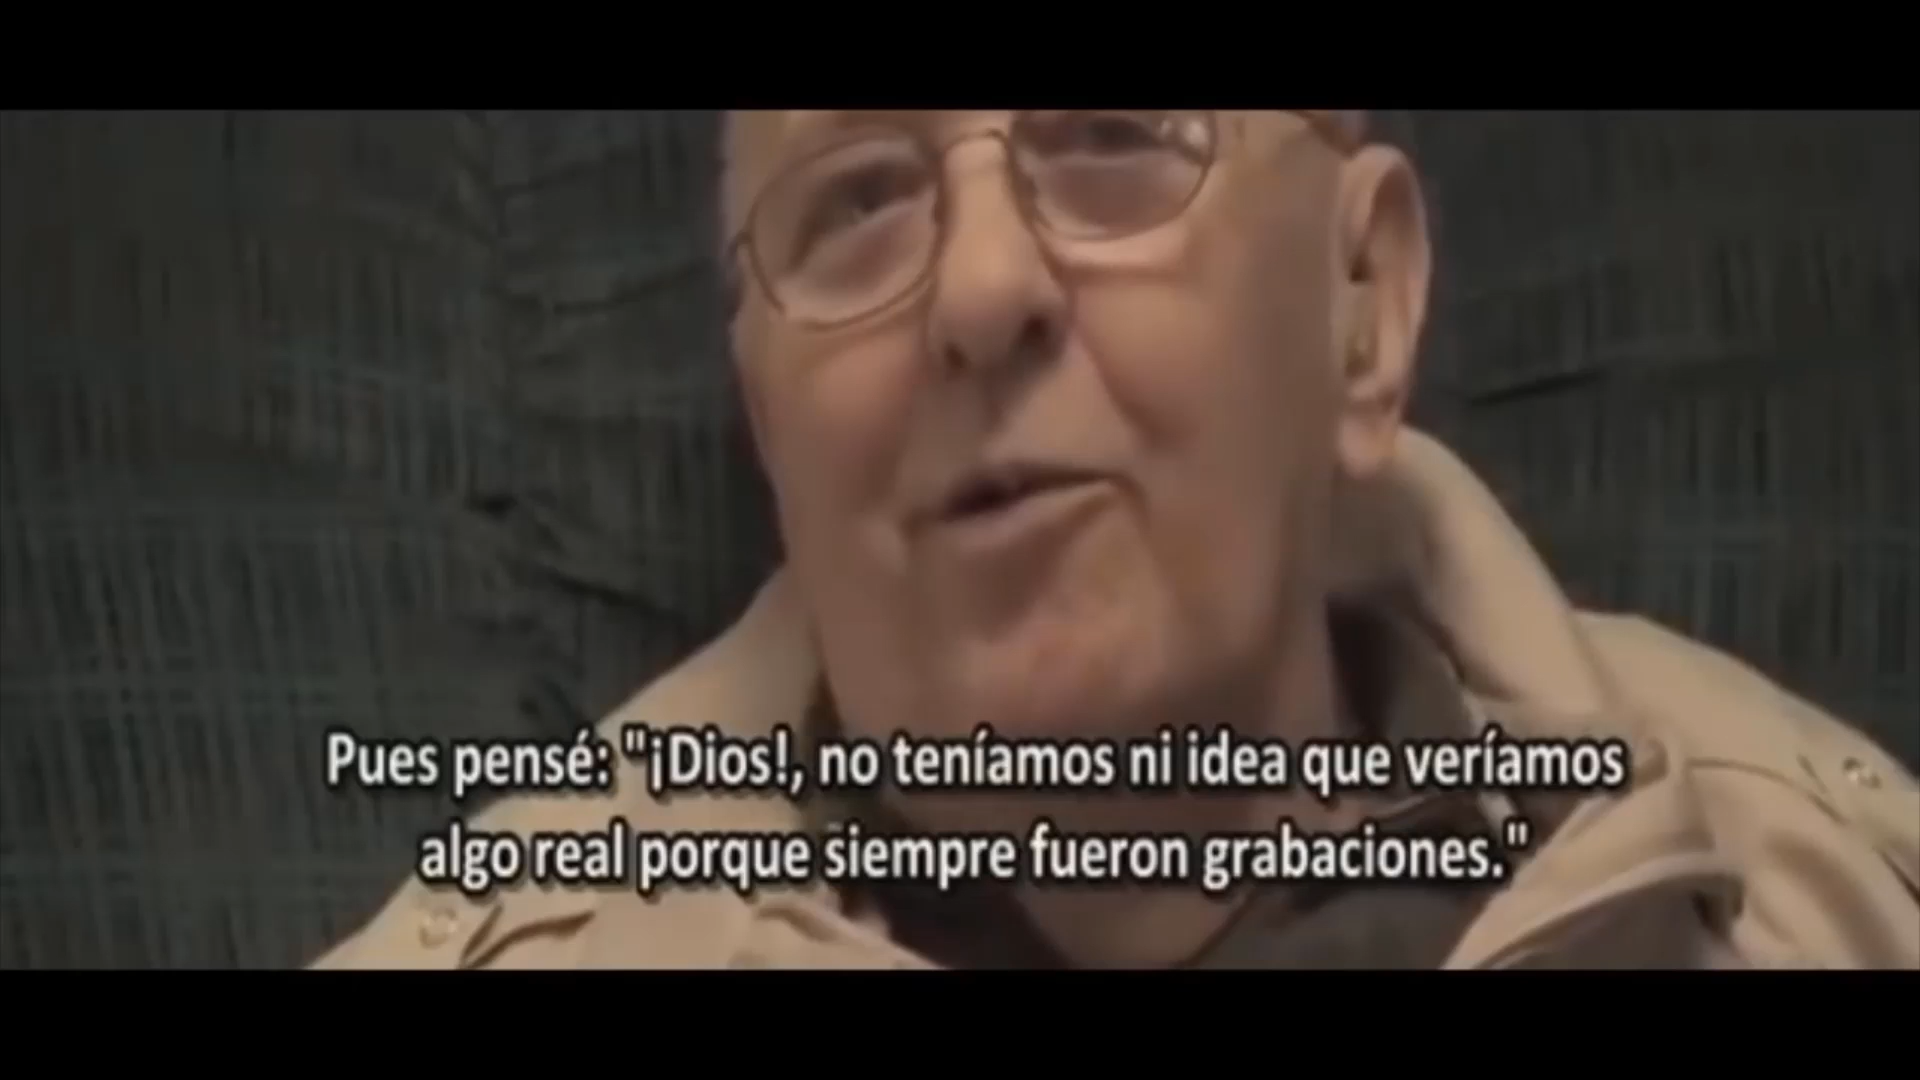 Pues pensé: "¡Dios!, no teníamos ni idea que veríamos
algo real porque siempre fueron grabaciones."